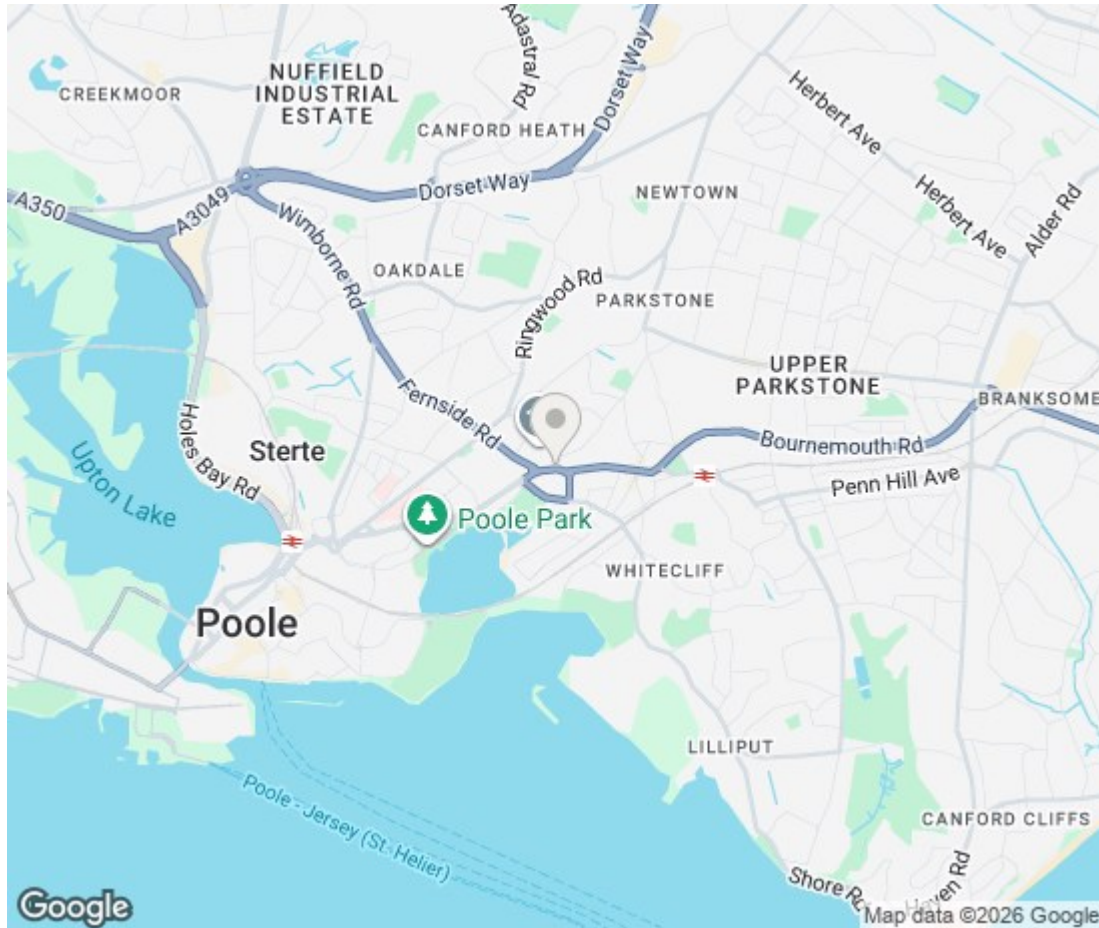 Adastral Rd
Dorset Way
NUFFIELD
INDUSTRIAL
ESTATE
CREEKMOOR
CANFORD HEATH
Herbert Ave
A350
A3049
Dorset Way
NEWTOWN
Herbert Ave
Alder Rd
Wimborne Rd
OAKDALE
Ringwood Rd
PARKSTONE
UPPER
PARKSTONE
BRANKSOME
Fernside Rd
Holes Bay Rd
Sterte
Bournemouth Rd
Upton Lake
Penn Hill Ave
Poole Park
WHITECLIFF
Poole
LILLIPUT
Poole - Jersey (St. Helier)
CANFORD CLIFFS
Shore Rd
Haven Rd
Google
Map data ©2026 Google